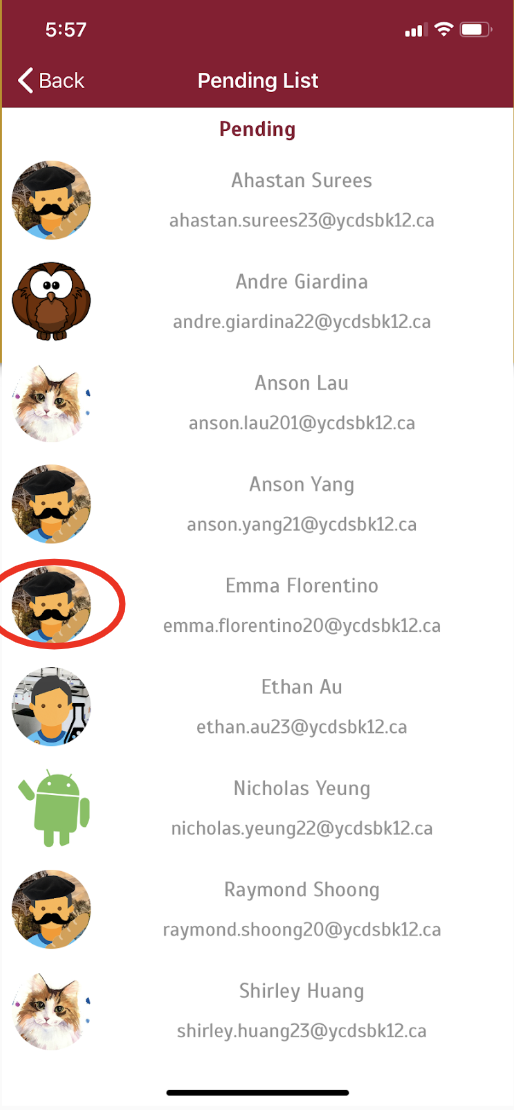 5:57
Back
Pending List
Pending
Ahastan Surees
ahastan.surees23@ycdsbk12.ca
Andre Giardina
andre.giardina22@ycdsbk12.ca
Anson Lau
anson.lau201@ycdsbk12.ca
Anson Yang
anson.yang21@ycdsbk12.ca
Emma Florentino
emma.florentino20@ycdsbk12.ca
Ethan Au
ethan.au23@ycdsbk12.ca
Nicholas Yeung
nicholas.yeung22@ycdsbk12.ca
Raymond Shoong
raymond.shoong20@ycdsbk12.ca
Shirley Huang
shirley.huang23@ycdsbk12.ca